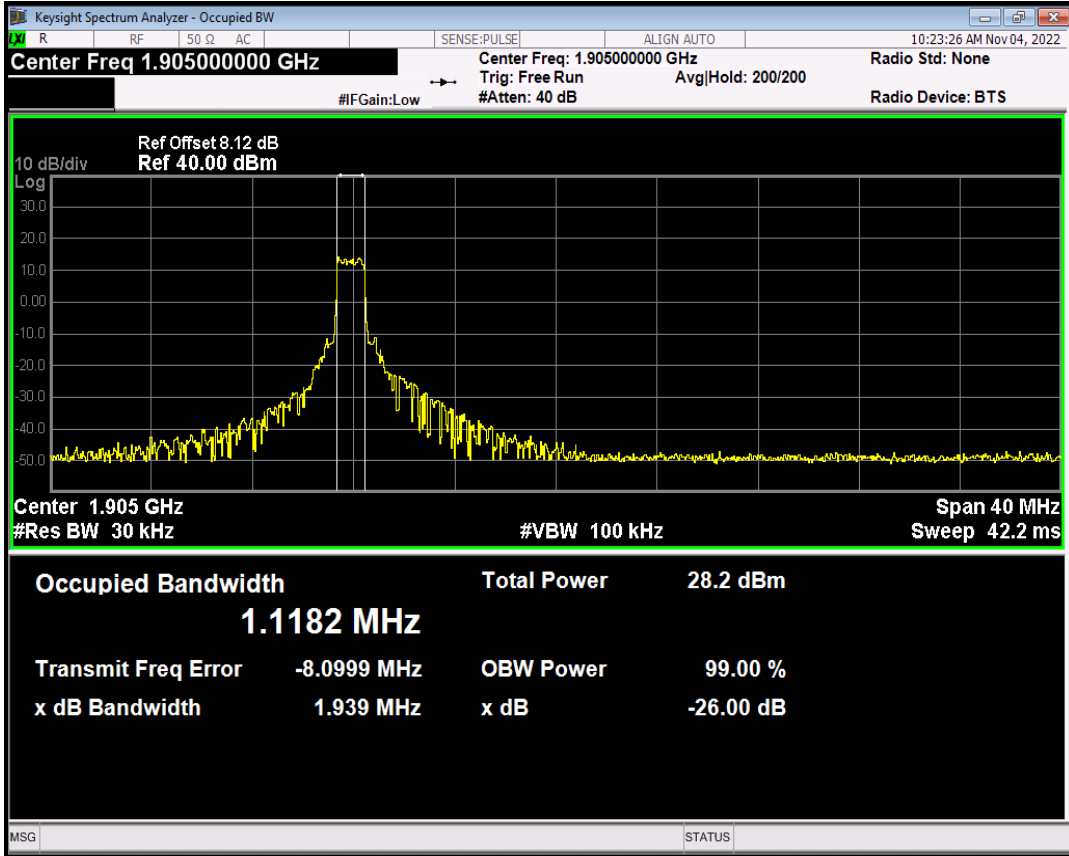 Keysight Spectrum Analyzer - Occupied BW
LXI R RF 50 Ω AC SENSE:PULSE ALIGN AUTO 10:23:26 AM Nov 04, 2022
Center Freq 1.905000000 GHz
Center Freq: 1.905000000 GHz
Radio Std: None
Trig: Free Run Avg|Hold: 200/200
#IFGain:Low #Atten: 40 dB
Radio Device: BTS
Ref Offset 8.12 dB
10 dB/div Ref 40.00 dBm
Log
30.0
20.0
10.0
0.00
-10.0
-20.0
-30.0
-40.0
-50.0
Center 1.905 GHz Span 40 MHz
#Res BW 30 kHz #VBW 100 kHz Sweep 42.2 ms
Occupied Bandwidth Total Power 28.2 dBm
1.1182 MHz
Transmit Freq Error -8.0999 MHz OBW Power 99.00 %
x dB Bandwidth 1.939 MHz x dB -26.00 dB
MSG STATUS